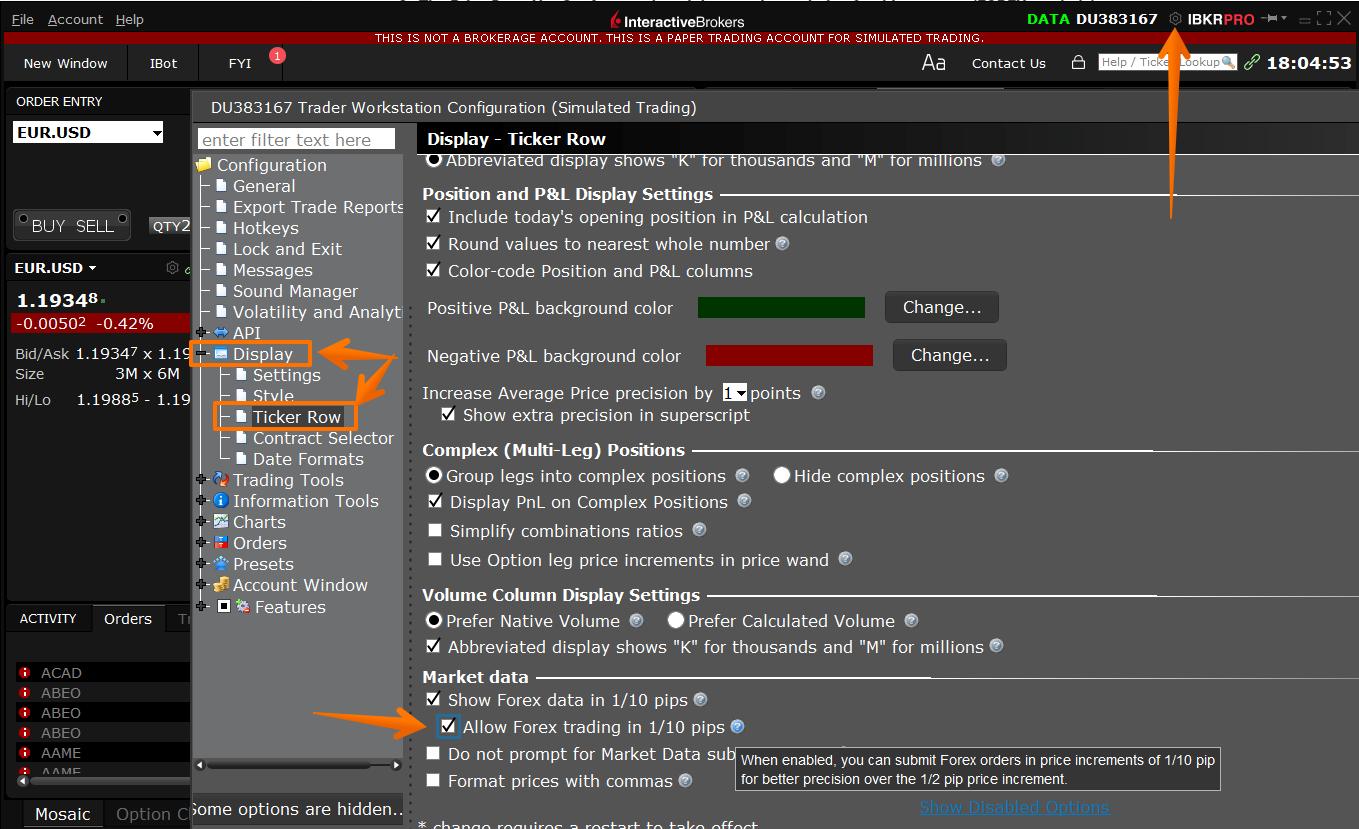 File Account Help
InteractiveBrokers
DATA DU383167 IBKRPRO
THIS IS NOT A BROKERAGE ACCOUNT. THIS IS A PAPER TRADING ACCOUNT FOR SIMULATED TRADING.
New Window IBot FYI 1
Aa Contact Us Help / Ticker Lookup 18:04:53
ORDER ENTRY
EUR.USD
BUY SELL QTY 2
EUR.USD
1.19348
-0.00502 -0.42%
Bid/Ask 1.19347 x 1.19
Size 3M x 6M
Hi/Lo 1.19885 - 1.19
ACTIVITY Orders Tr
ACAD
ABEO
ABEO
ABEO
AAME
AAME
Mosaic Option C
DU383167 Trader Workstation Configuration (Simulated Trading)
enter filter text here
Configuration
General
Export Trade Reports
Hotkeys
Lock and Exit
Messages
Sound Manager
Volatility and Analyti
API
Display
Settings
Style
Ticker Row
Contract Selector
Date Formats
Trading Tools
Information Tools
Charts
Orders
Presets
Account Window
Features
Some options are hidden..
Display - Ticker Row
Abbreviated display shows "K" for thousands and "M" for millions
Position and P&L Display Settings
Include today's opening position in P&L calculation
Round values to nearest whole number
Color-code Position and P&L columns
Positive P&L background color Change...
Negative P&L background color Change...
Increase Average Price precision by 1 points
Show extra precision in superscript
Complex (Multi-Leg) Positions
Group legs into complex positions Hide complex positions
Display PnL on Complex Positions
Simplify combinations ratios
Use Option leg price increments in price wand
Volume Column Display Settings
Prefer Native Volume Prefer Calculated Volume
Abbreviated display shows "K" for thousands and "M" for millions
Market data
Show Forex data in 1/10 pips
Allow Forex trading in 1/10 pips
Do not prompt for Market Data sub
Format prices with commas
When enabled, you can submit Forex orders in price increments of 1/10 pip
for better precision over the 1/2 pip price increment.
Show Disabled Options
* change requires a restart to take effect